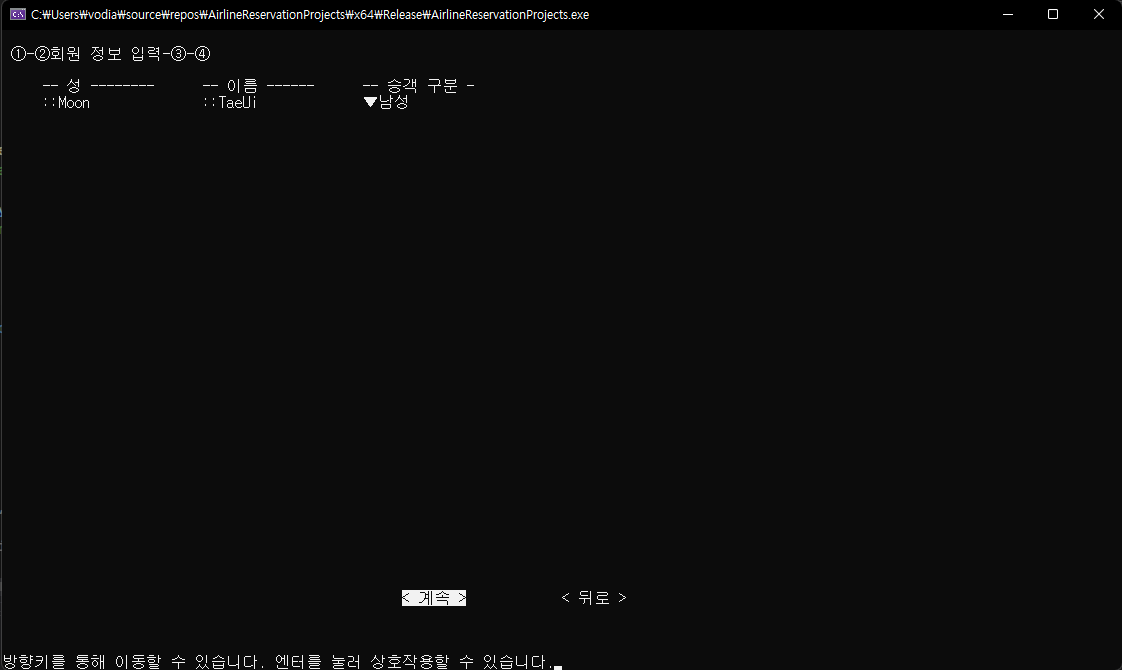 C:₩Users₩vodia₩source₩repos₩AirlineReservationProjects₩x64₩Release₩AirlineReservationProjects.exe
①-②회원 정보 입력-③-④
-- 성 -------- -- 이름 ------ -- 승객 구분 -
::Moon ::TaeUi ▼남성
< 계속 > < 뒤로 >
방향키를 통해 이동할 수 있습니다. 엔터를 눌러 상호작용할 수 있습니다.